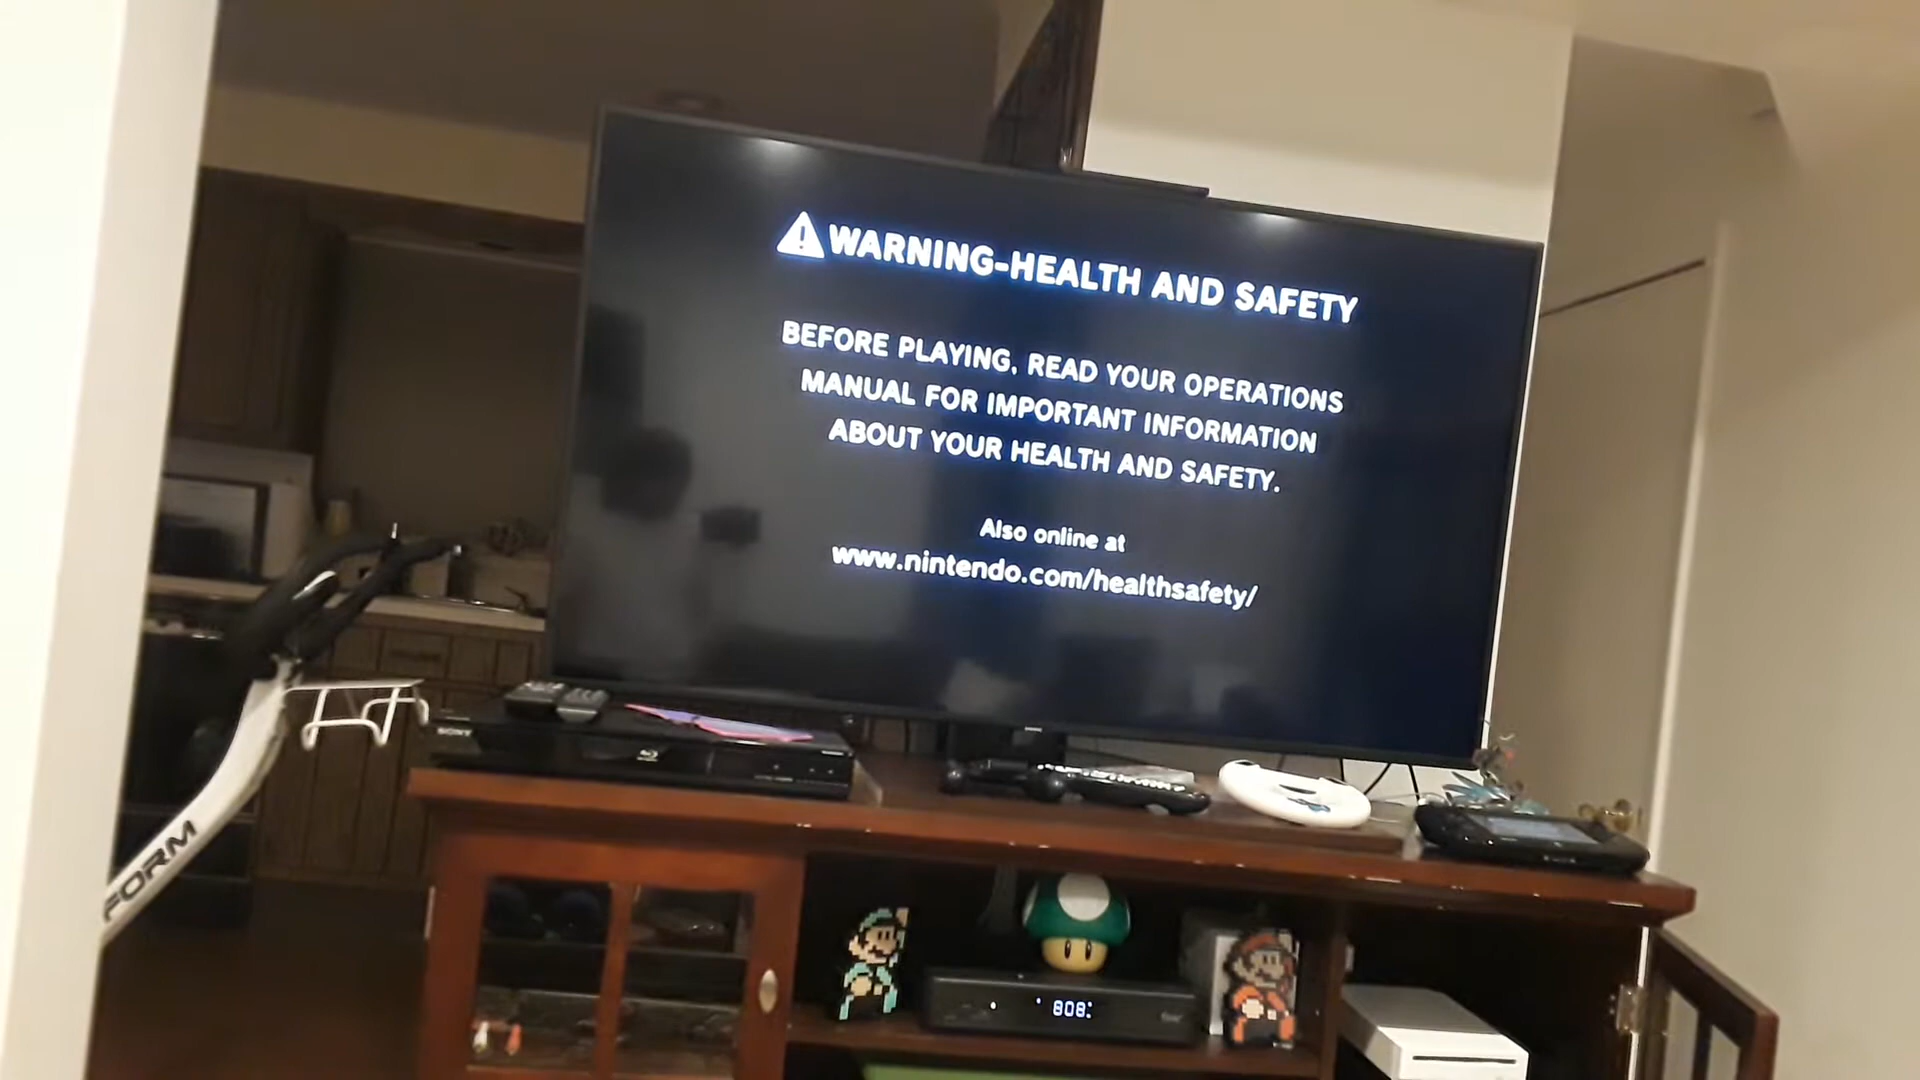 WARNING-HEALTH AND SAFETY
BEFORE PLAYING, READ YOUR OPERATIONS
MANUAL FOR IMPORTANT INFORMATION
ABOUT YOUR HEALTH AND SAFETY.
Also online at
www.nintendo.com/healthsafety/
SONY
FORM
808